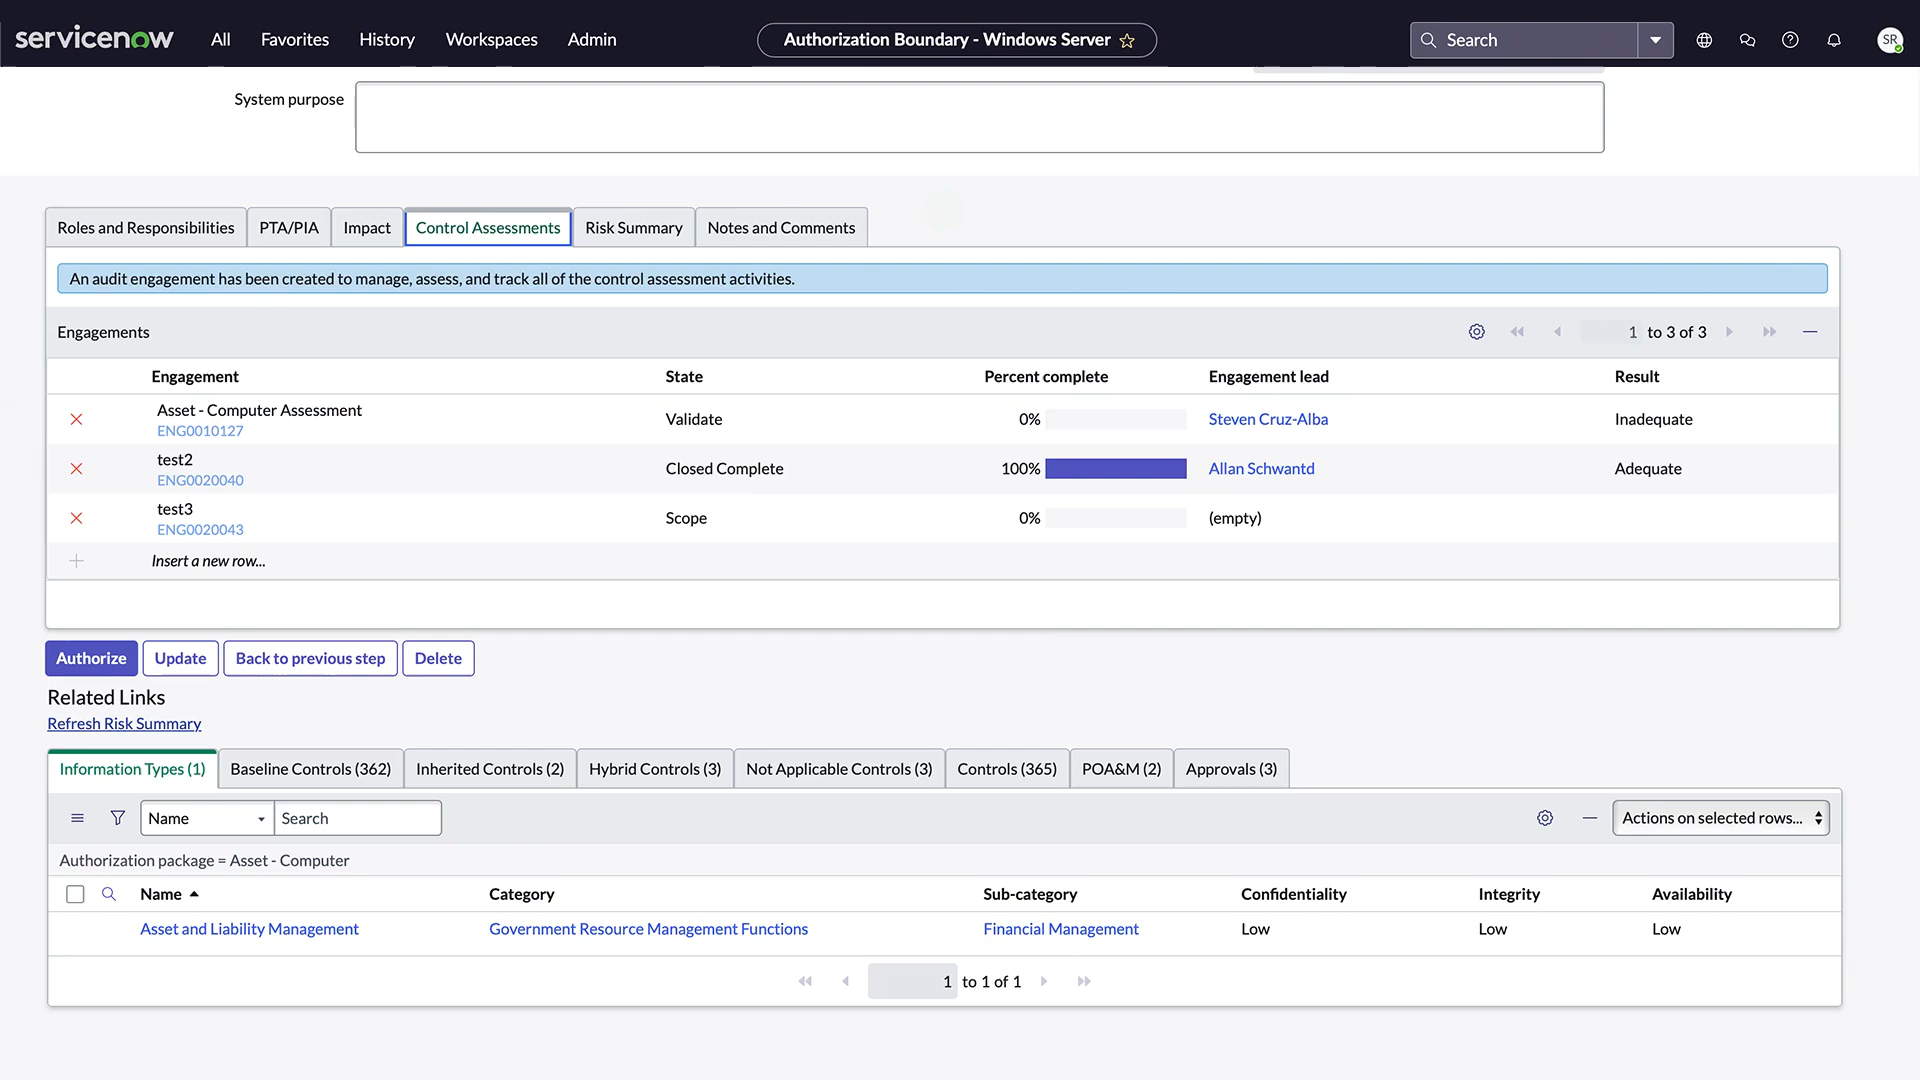 servicenow All Favorites History Workspaces Admin Authorization Boundary - Windows Server Search SR
System purpose
Roles and Responsibilities PTA/PIA Impact Control Assessments Risk Summary Notes and Comments
An audit engagement has been created to manage, assess, and track all of the control assessment activities.
Engagements 1 to 3 of 3
Engagement State Percent complete Engagement lead Result
Asset - Computer Assessment
ENG0010127 Validate 0% Steven Cruz-Alba Inadequate
test2
ENG0020040 Closed Complete 100% Allan Schwantd Adequate
test3
ENG0020043 Scope 0% (empty)
Insert a new row...
Authorize Update Back to previous step Delete
Related Links
Refresh Risk Summary
Information Types (1) Baseline Controls (362) Inherited Controls (2) Hybrid Controls (3) Not Applicable Controls (3) Controls (365) POA&M (2) Approvals (3)
Name Search Actions on selected rows...
Authorization package = Asset - Computer
Name Category Sub-category Confidentiality Integrity Availability
Asset and Liability Management Government Resource Management Functions Financial Management Low Low Low
1 to 1 of 1